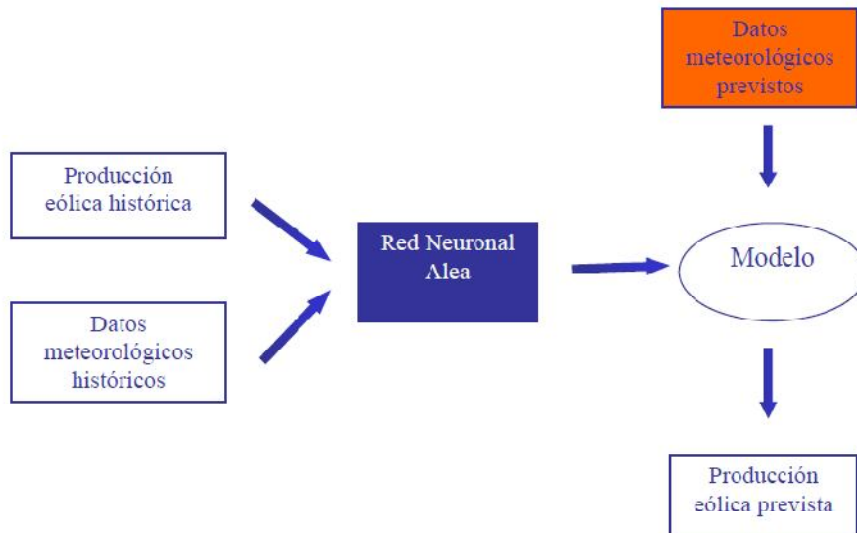 Datos
meteorológicos
previstos
Producción
eólica histórica
Red Neuronal
Alea
Modelo
Datos
meteorológicos
históricos
Producción
eólica prevista